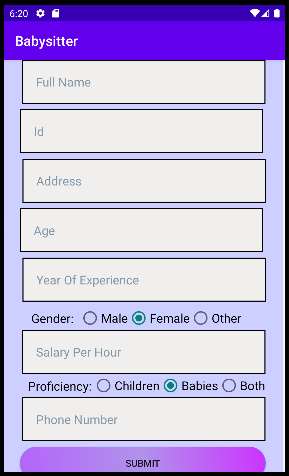 6:20
Babysitter
Full Name
Id
Address
Age
Year Of Experience
Gender: Male Female Other
Salary Per Hour
Proficiency: Children Babies Both
Phone Number
SUBMIT